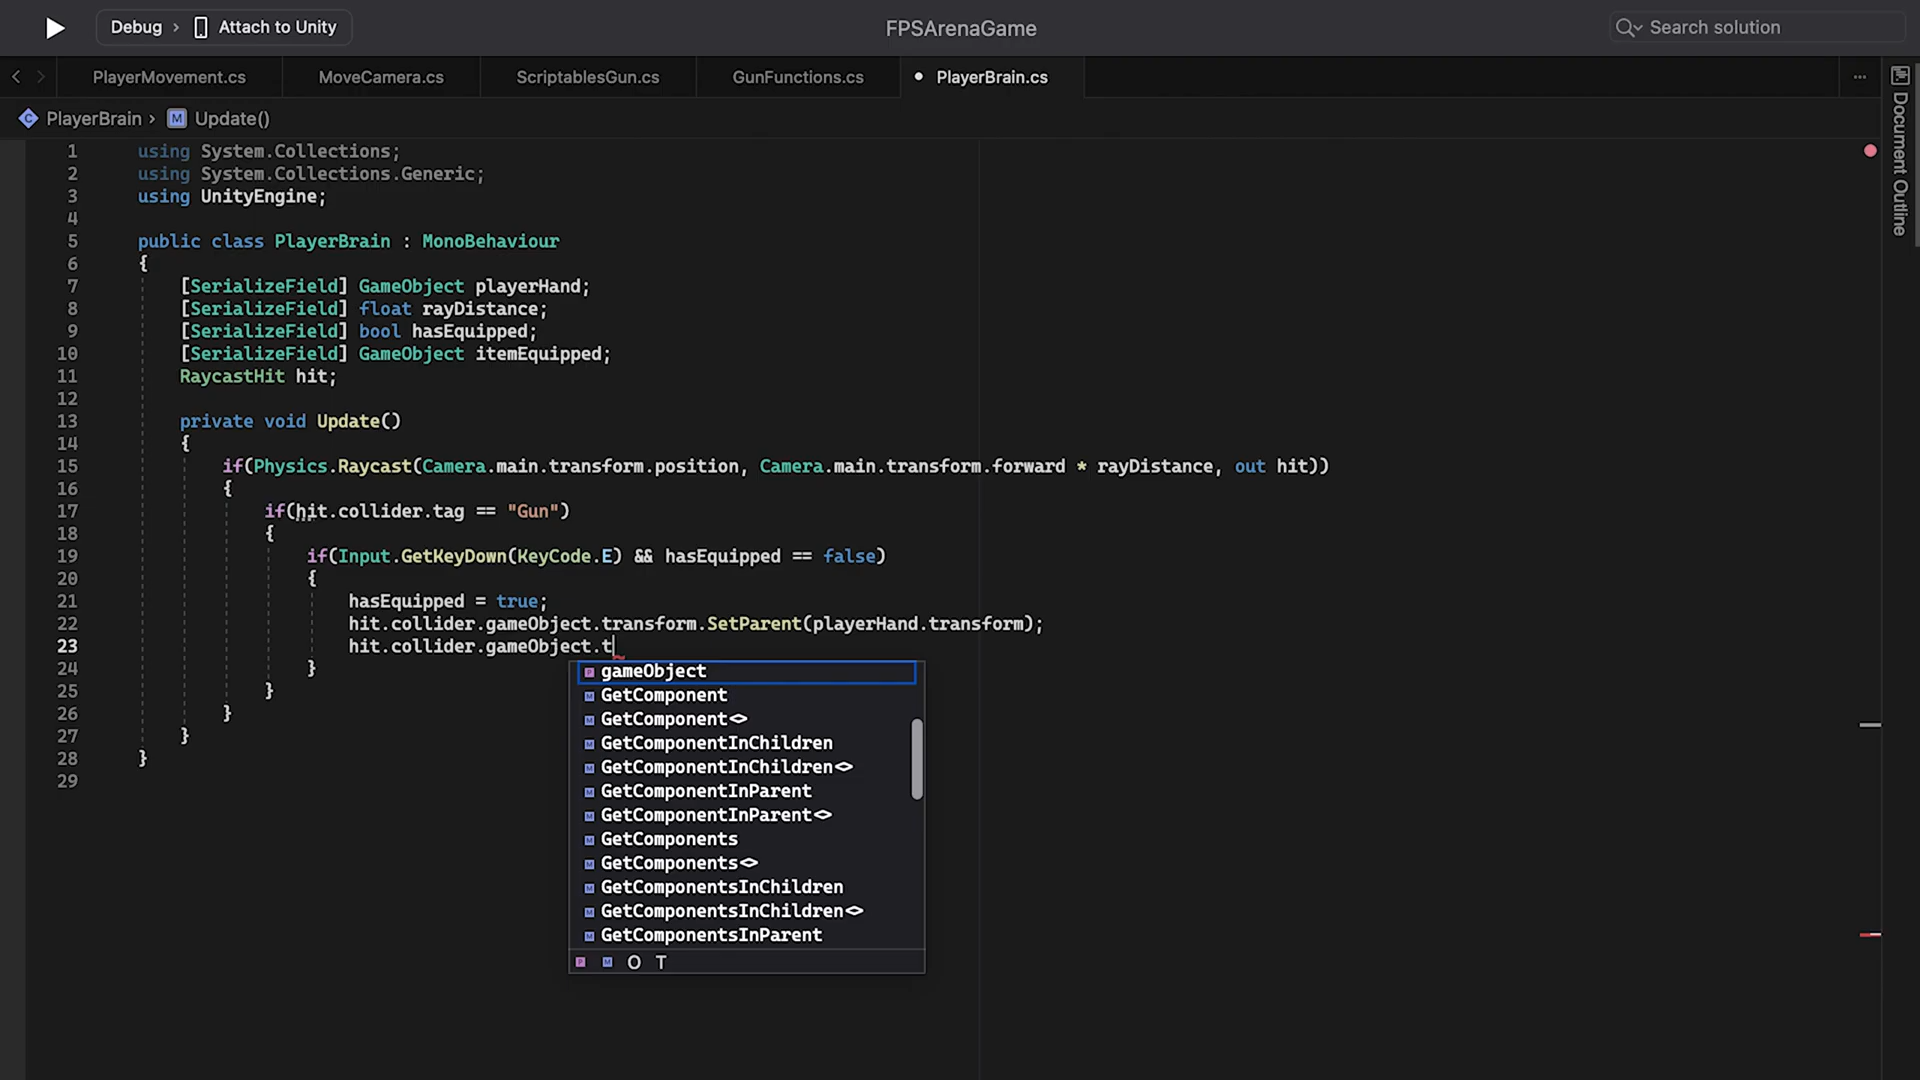 Debug › Attach to Unity
FPSArenaGame
Search solution
PlayerMovement.cs
MoveCamera.cs
ScriptablesGun.cs
GunFunctions.cs
PlayerBrain.cs
Document Outline
PlayerBrain › M Update()
1 using System.Collections;
2 using System.Collections.Generic;
3 using UnityEngine;
4
5 public class PlayerBrain : MonoBehaviour
6 {
7 [SerializeField] GameObject playerHand;
8 [SerializeField] float rayDistance;
9 [SerializeField] bool hasEquipped;
10 [SerializeField] GameObject itemEquipped;
11 RaycastHit hit;
12
13 private void Update()
14 {
15 if(Physics.Raycast(Camera.main.transform.position, Camera.main.transform.forward * rayDistance, out hit))
16 {
17 if(hit.collider.tag == "Gun")
18 {
19 if(Input.GetKeyDown(KeyCode.E) && hasEquipped == false)
20 {
21 hasEquipped = true;
22 hit.collider.gameObject.transform.SetParent(playerHand.transform);
23 hit.collider.gameObject.t
24 }
25 }
26 }
27 }
28 }
29
gameObject
GetComponent
GetComponent<>
GetComponentInChildren
GetComponentInChildren<>
GetComponentInParent
GetComponentInParent<>
GetComponents
GetComponents<>
GetComponentsInChildren
GetComponentsInChildren<>
GetComponentsInParent
P M O T